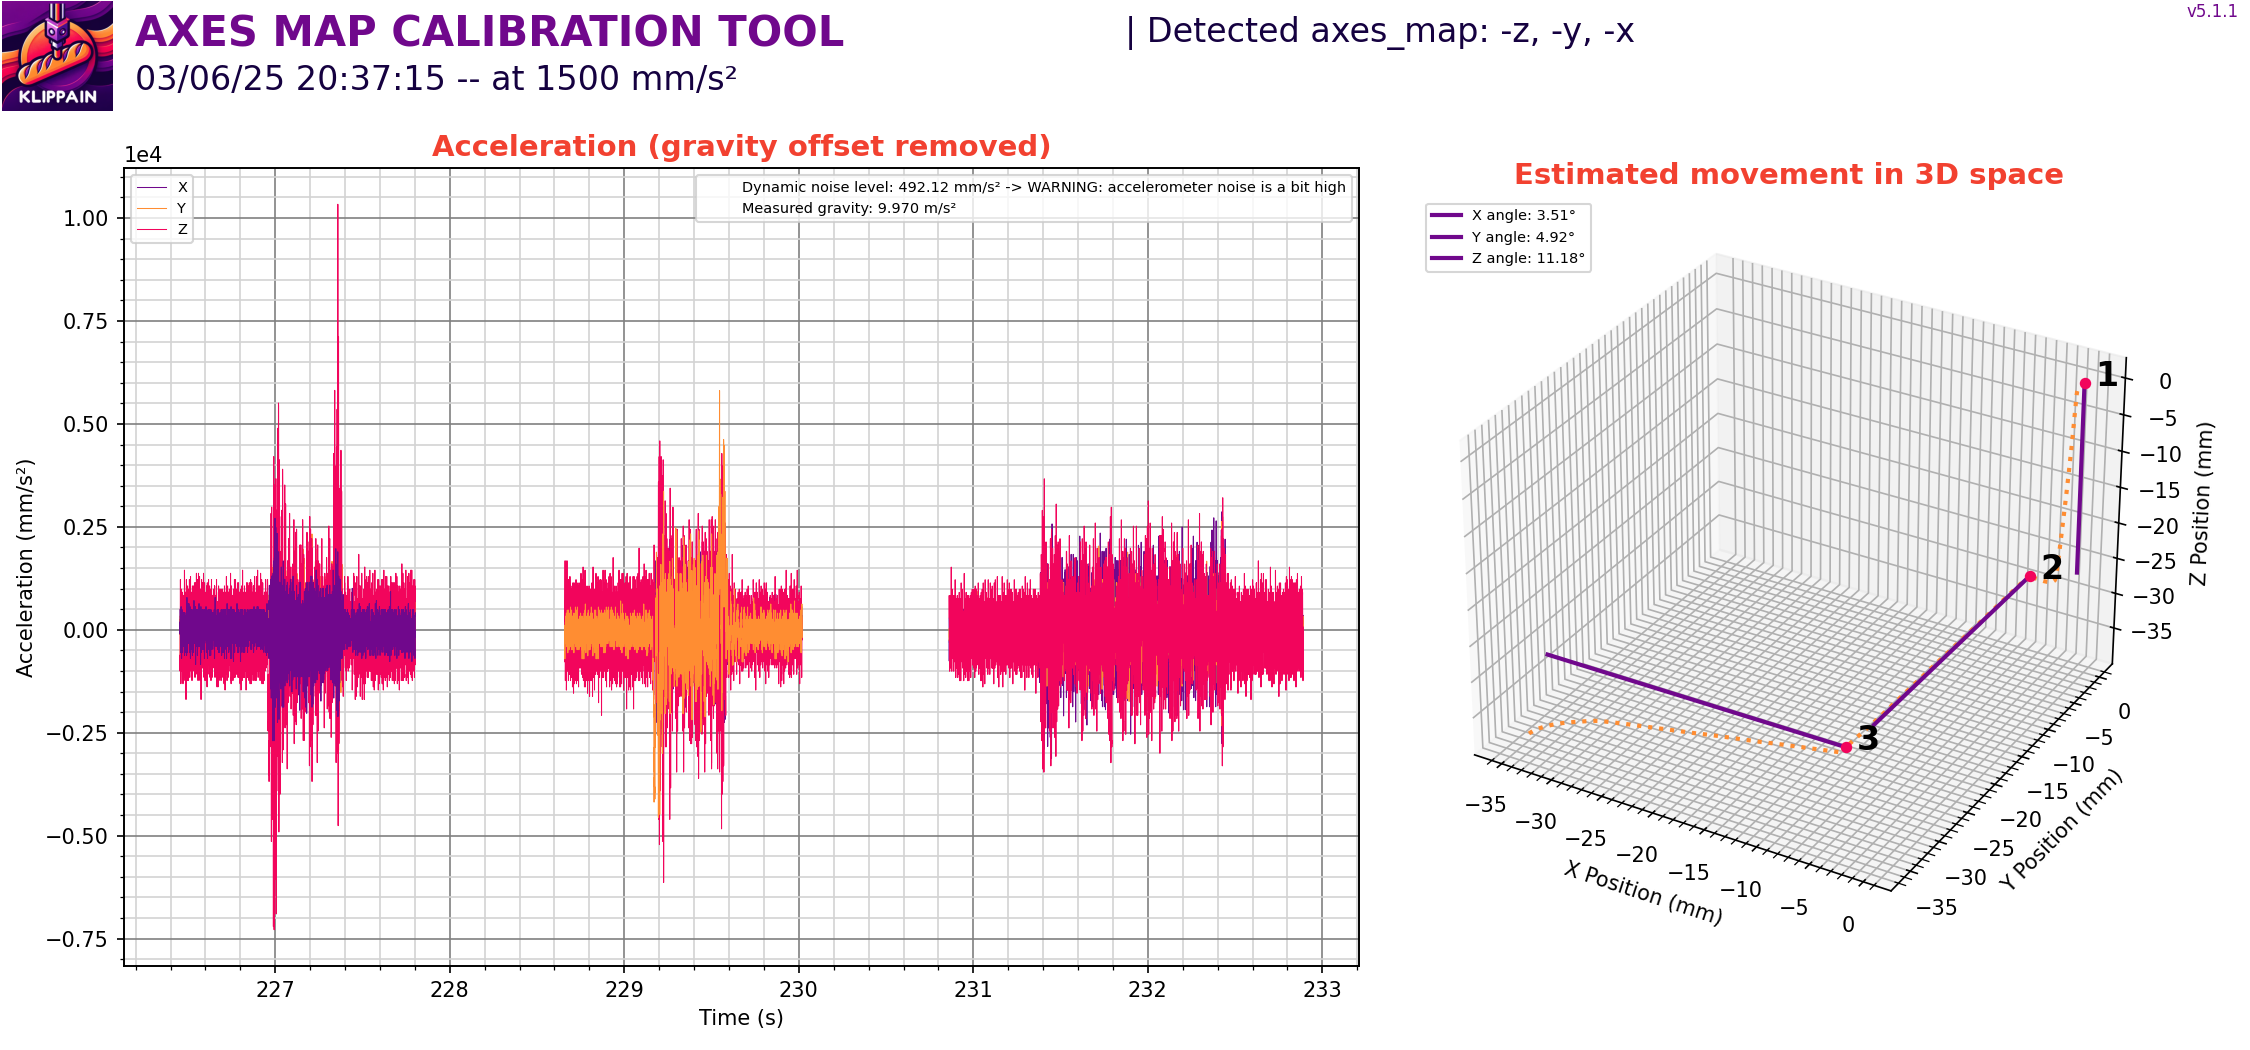 AXES MAP CALIBRATION TOOL
| Detected axes_map: -z, -y, -x
v5.1.1
03/06/25 20:37:15 -- at 1500 mm/s²
KLIPPAIN
Acceleration (gravity offset removed)
1e4
X
Y
Z
Dynamic noise level: 492.12 mm/s² -> WARNING: accelerometer noise is a bit high
Measured gravity: 9.970 m/s²
1.00
0.75
0.50
0.25
0.00
−0.25
−0.50
−0.75
Acceleration (mm/s²)
227
228
229
230
231
232
233
Time (s)
Estimated movement in 3D space
X angle: 3.51°
Y angle: 4.92°
Z angle: 11.18°
1
2
3
0
−5
−10
−15
−20
−25
−30
−35
Z Position (mm)
0
−5
−10
−15
−20
−25
−30
−35
Y Position (mm)
−35
−30
−25
−20
−15
−10
−5
0
X Position (mm)